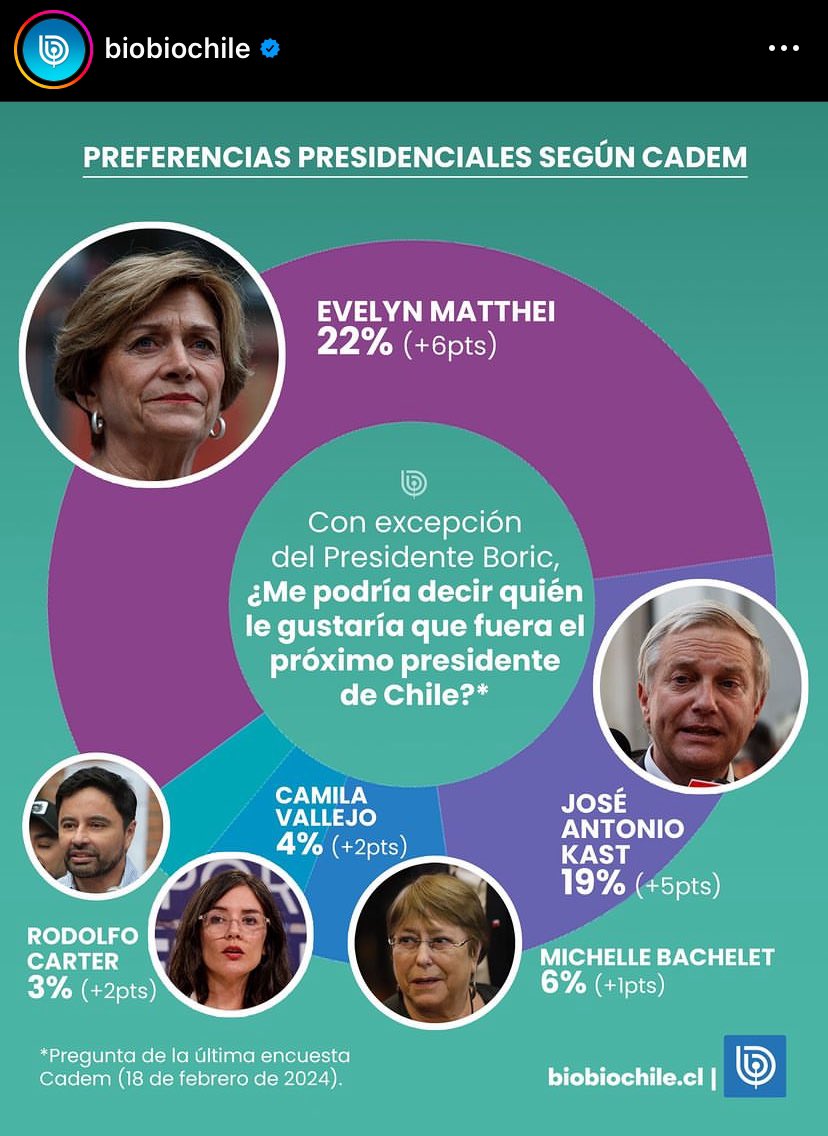 biobiochile
PREFERENCIAS PRESIDENCIALES SEGÚN CADEM
EVELYN MATTHEI
22% (+6pts)
Con excepción
del Presidente Boric,
¿Me podría decir quién
le gustaría que fuera el
próximo presidente
de Chile?*
JOSÉ
ANTONIO
KAST
19% (+5pts)
CAMILA
VALLEJO
4% (+2pts)
RODOLFO
CARTER
3% (+2pts)
MICHELLE BACHELET
6% (+1pts)
*Pregunta de la última encuesta
Cadem (18 de febrero de 2024).
biobiochile.cl |